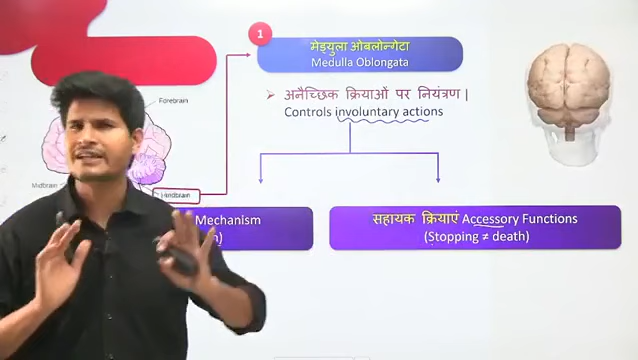 1
मेड्युला ओबलोन्गेटा
Medulla Oblongata
➤ अनैच्छिक क्रियाओं पर नियंत्रण |
Controls involuntary actions
Forebrain
Midbrain
Hindbrain
Mechanism
सहायक क्रियाएं Accessory Functions
(Stopping ≠ death)